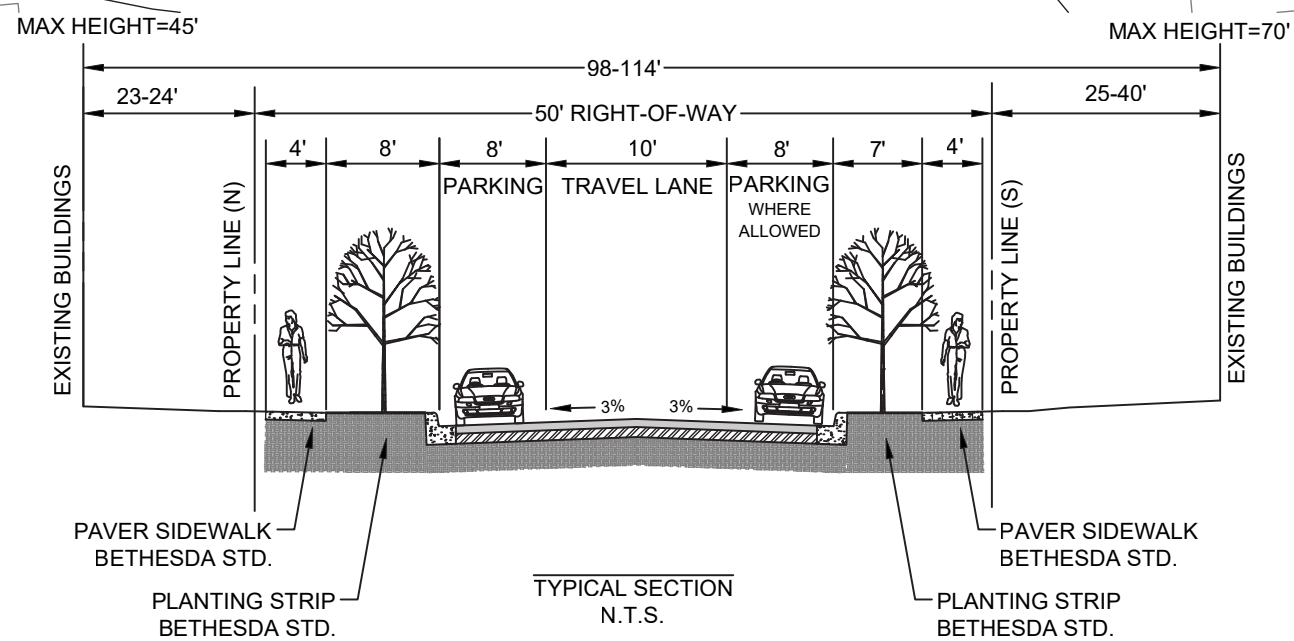 MAX HEIGHT=45'
MAX HEIGHT=70'
98-114'
23-24'
50' RIGHT-OF-WAY
25-40'
4'
8'
8'
10'
8'
7'
4'
PARKING
TRAVEL LANE
PARKING
WHERE
ALLOWED
EXISTING BUILDINGS
PROPERTY LINE (N)
PROPERTY LINE (S)
EXISTING BUILDINGS
3%
3%
PAVER SIDEWALK
BETHESDA STD.
PLANTING STRIP
BETHESDA STD.
TYPICAL SECTION
N.T.S.
PAVER SIDEWALK
BETHESDA STD.
PLANTING STRIP
BETHESDA STD.